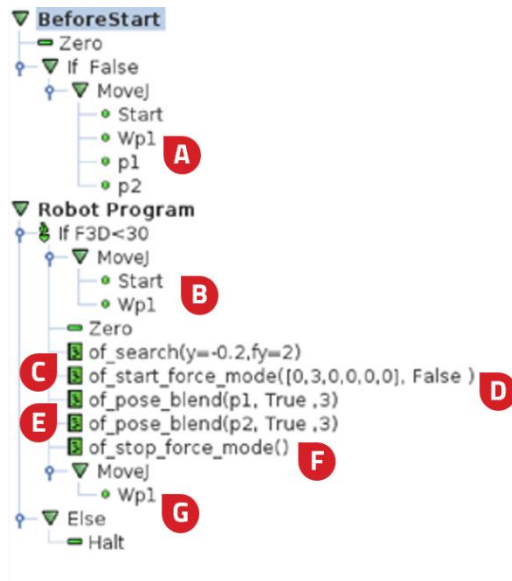 BeforeStart
Zero
If False
MoveJ
Start
Wp1
A
p1
p2
Robot Program
If F3D<30
MoveJ
Start
B
Wp1
Zero
of_search(y=-0.2,fy=2)
C
of_start_force_mode([0,3,0,0,0,0], False )
D
of_pose_blend(p1, True ,3)
E
of_pose_blend(p2, True ,3)
of_stop_force_mode()
F
MoveJ
Wp1
G
Else
Halt